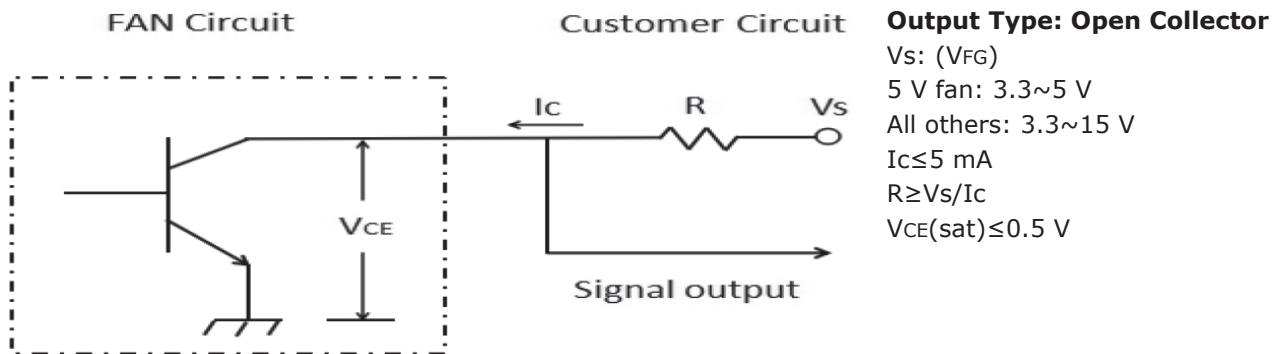 FAN Circuit
Customer Circuit
Ic
R
Vs
VCE
Signal output
Output Type: Open Collector
Vs: (VFG)
5 V fan: 3.3~5 V
All others: 3.3~15 V
Ic≤5 mA
R≥Vs/Ic
VCE(sat)≤0.5 V